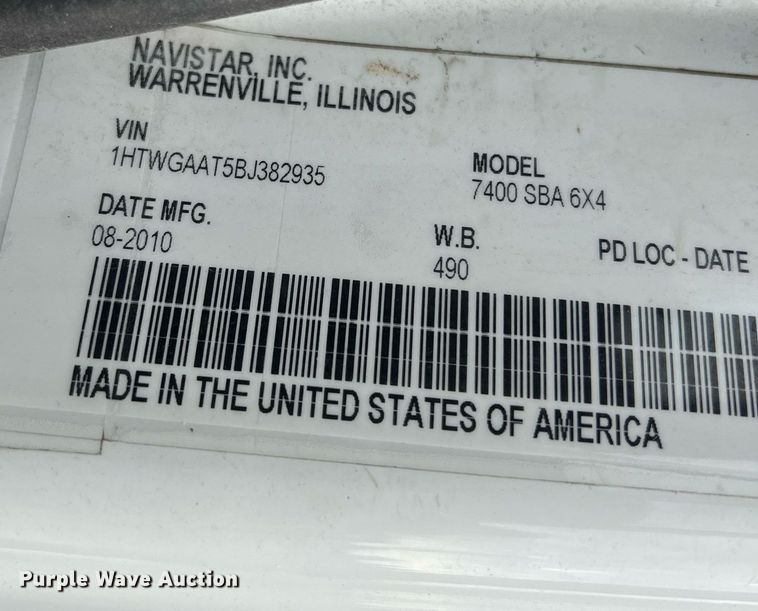 NAVISTAR, INC.
WARRENVILLE, ILLINOIS
VIN
1HTWGAAT5BJ382935
MODEL
7400 SBA 6X4
DATE MFG.
08-2010
W.B.
490
PD LOC - DATE
MADE IN THE UNITED STATES OF AMERICA
Purple Wave Auction